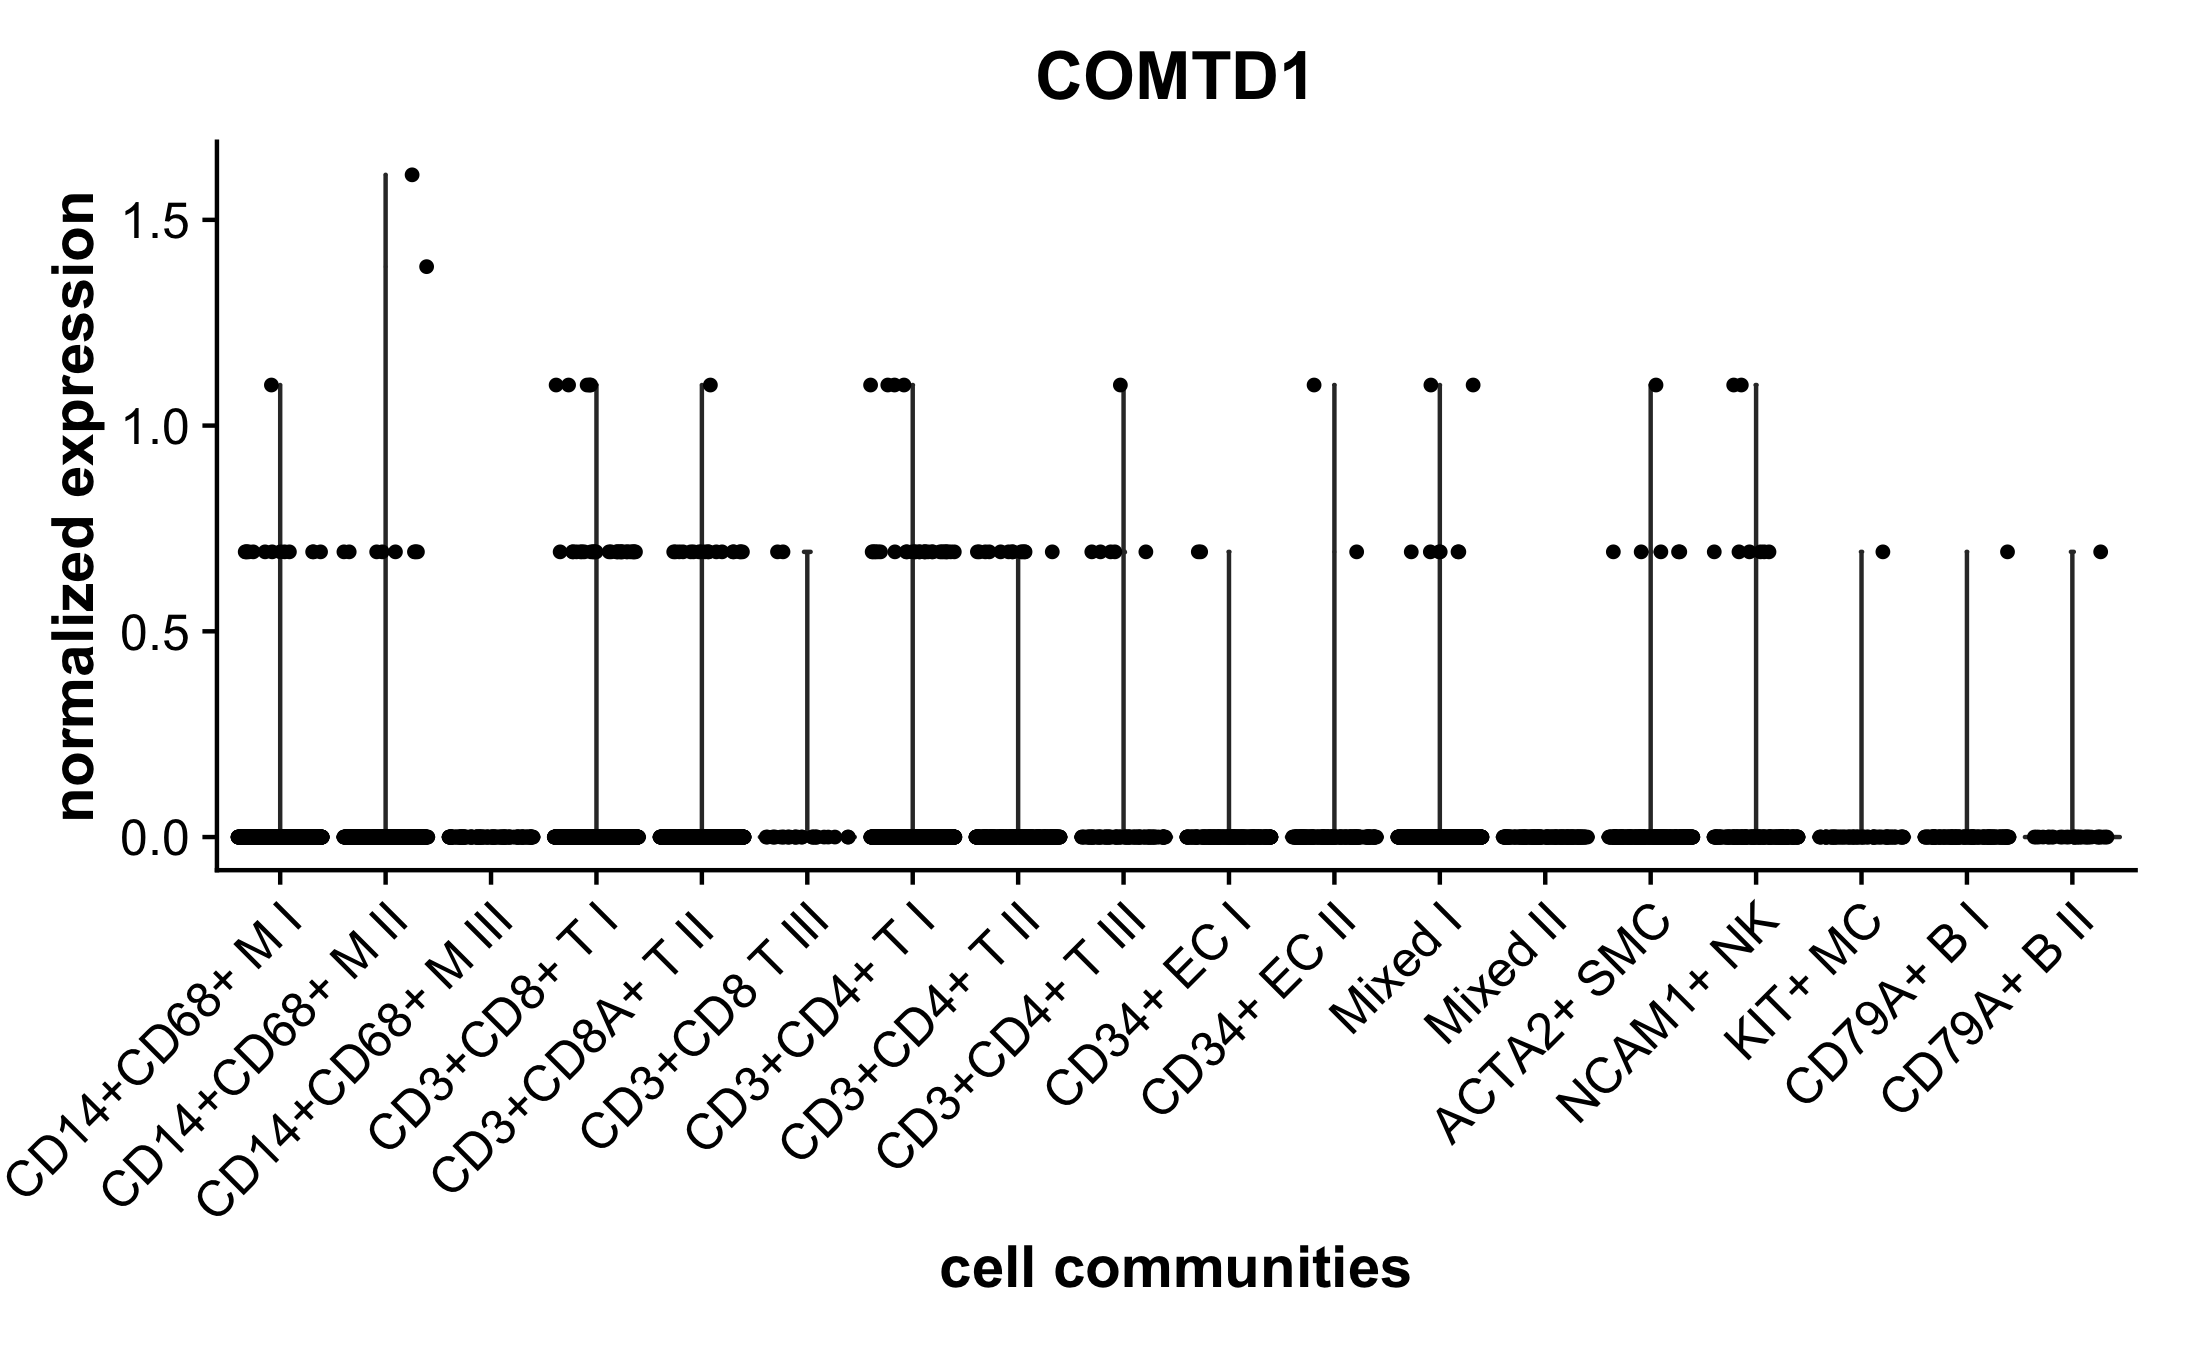 COMTD1
normalized expression
1.5
1.0
0.5
0.0
CD14+CD68+ M I
CD14+CD68+ M II
CD14+CD68+ M III
CD3+CD8+ T I
CD3+CD8A+ T II
CD3+CD8 T III
CD3+CD4+ T I
CD3+CD4+ T II
CD3+CD4+ T III
CD34+ EC I
CD34+ EC II
Mixed I
Mixed II
ACTA2+ SMC
NCAM1+ NK
KIT+ MC
CD79A+ B I
CD79A+ B II
cell communities